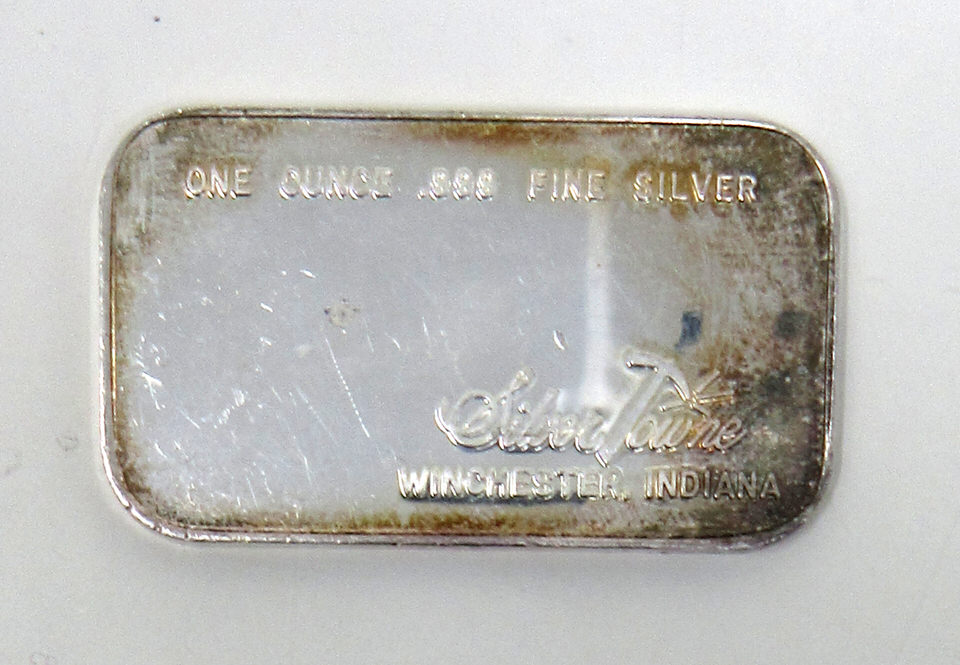 ONE OUNCE .999 FINE SILVER
SilverTowne
WINCHESTER, INDIANA